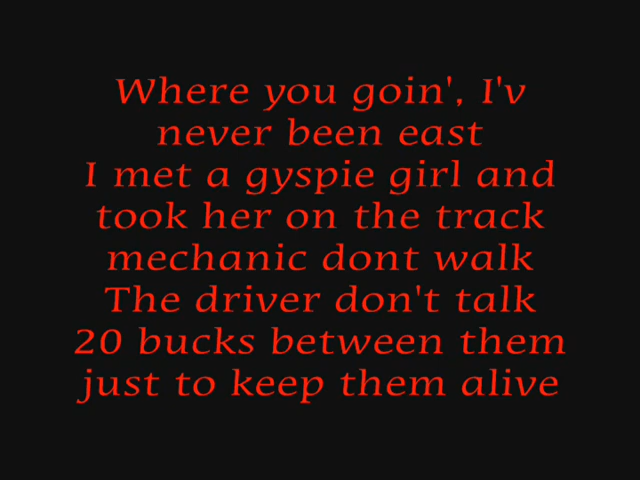 Where you goin', I'v
never been east
I met a gyspie girl and
took her on the track
mechanic dont walk
The driver don't talk
20 bucks between them
just to keep them alive